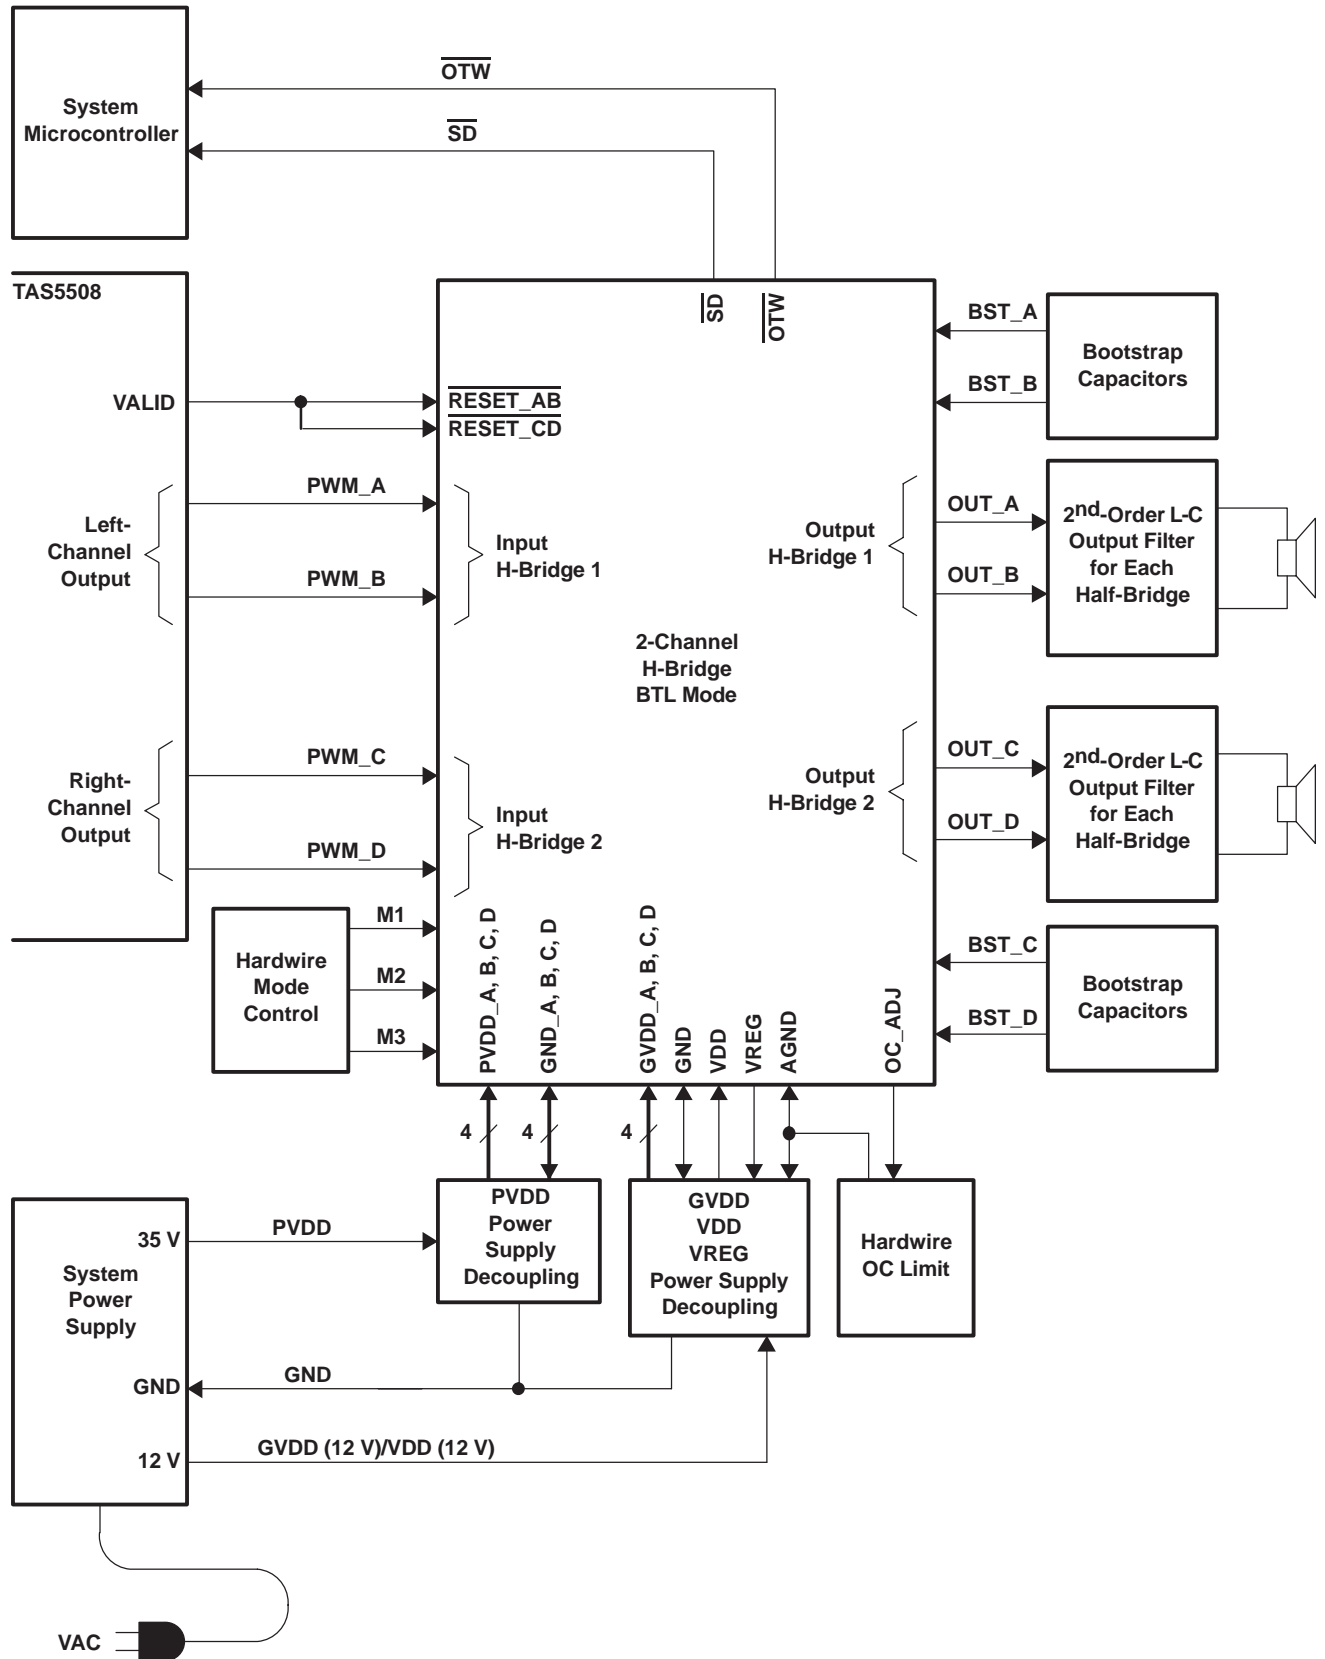 OTW
SD
System
Microcontroller
TAS5508
SD
OTW
BST_A
Bootstrap
Capacitors
BST_B
VALID
RESET_AB
RESET_CD
PWM_A
Left-
Channel
Output
PWM_B
Input
H-Bridge 1
Output
H-Bridge 1
OUT_A
OUT_B
2nd-Order L-C
Output Filter
for Each
Half-Bridge
2-Channel
H-Bridge
BTL Mode
PWM_C
Right-
Channel
Output
PWM_D
Input
H-Bridge 2
Output
H-Bridge 2
OUT_C
OUT_D
2nd-Order L-C
Output Filter
for Each
Half-Bridge
Hardwire
Mode
Control
M1
M2
M3
PVDD_A, B, C, D
GND_A, B, C, D
GVDD_A, B, C, D
GND
VDD
VREG
AGND
OC_ADJ
BST_C
BST_D
Bootstrap
Capacitors
4
4
4
PVDD
Power
Supply
Decoupling
GVDD
VDD
VREG
Power Supply
Decoupling
Hardwire
OC Limit
35 V
PVDD
System
Power
Supply
GND
GND
12 V
GVDD (12 V)/VDD (12 V)
VAC